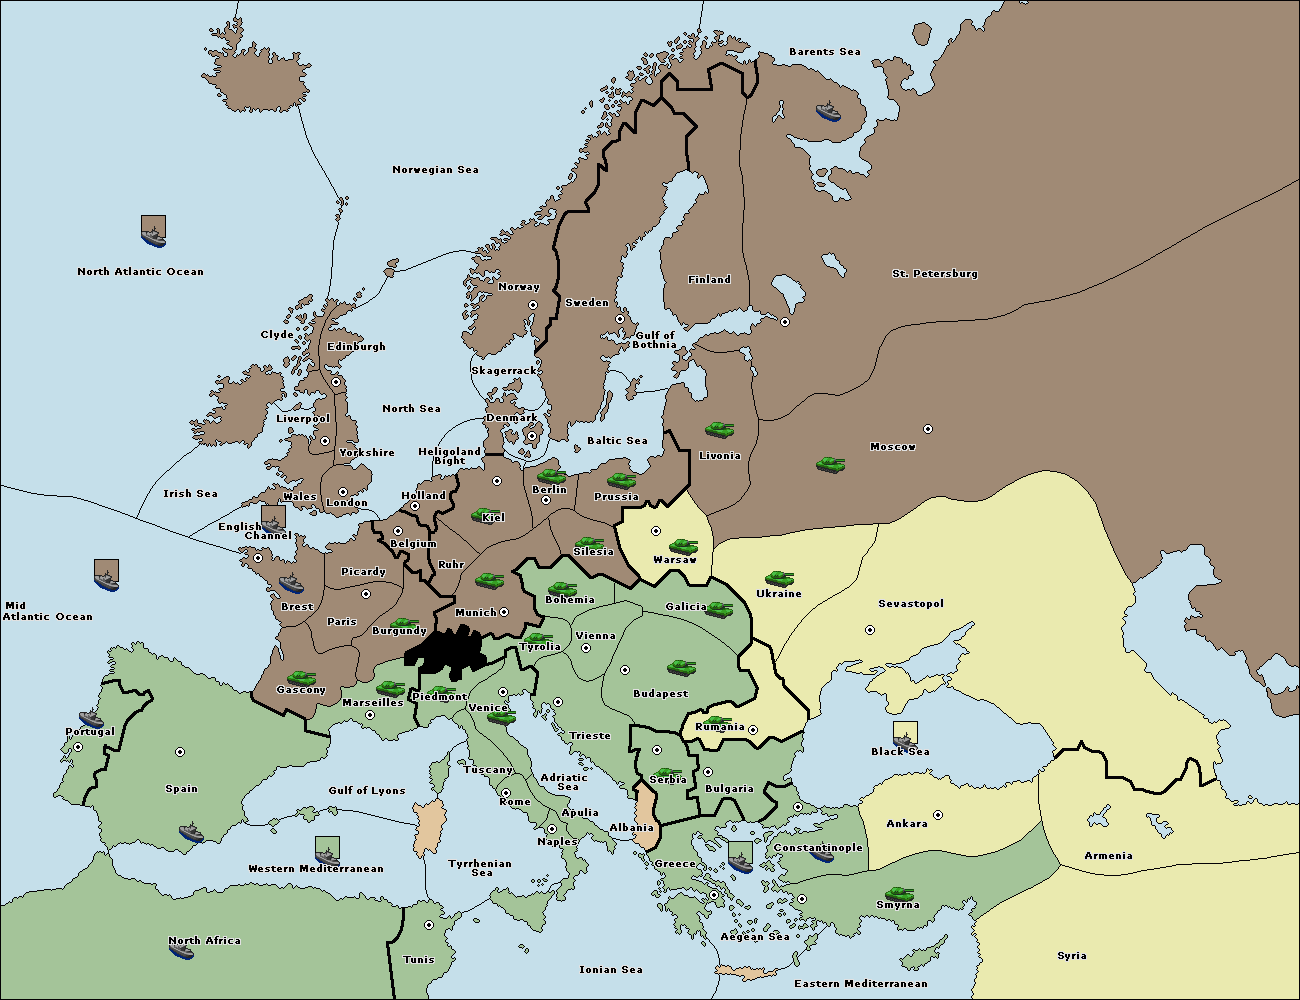 Barents Sea
Norwegian Sea
North Atlantic Ocean
St. Petersburg
Finland
Norway
Sweden
Clyde
Edinburgh
Gulf of
Bothnia
Skagerrack
North Sea
Denmark
Liverpool
Baltic Sea
Moscow
Yorkshire
Heligoland
Bight
Livonia
Irish Sea
Wales
London
Holland
Berlin
Prussia
Kiel
English
Channel
Belgium
Silesia
Warsaw
Ruhr
Picardy
Ukraine
Mid
Atlantic Ocean
Brest
Munich
Bohemia
Galicia
Sevastopol
Paris
Burgundy
Tyrolia
Vienna
Gascony
Marseilles
Piedmont
Venice
Budapest
Portugal
Rumania
Trieste
Black Sea
Spain
Gulf of Lyons
Tuscany
Adriatic
Sea
Serbia
Bulgaria
Rome
Apulia
Albania
Ankara
Naples
Constantinople
Armenia
Western Mediterranean
Tyrrhenian
Sea
Greece
Smyrna
North Africa
Aegean Sea
Tunis
Ionian Sea
Syria
Eastern Mediterranean